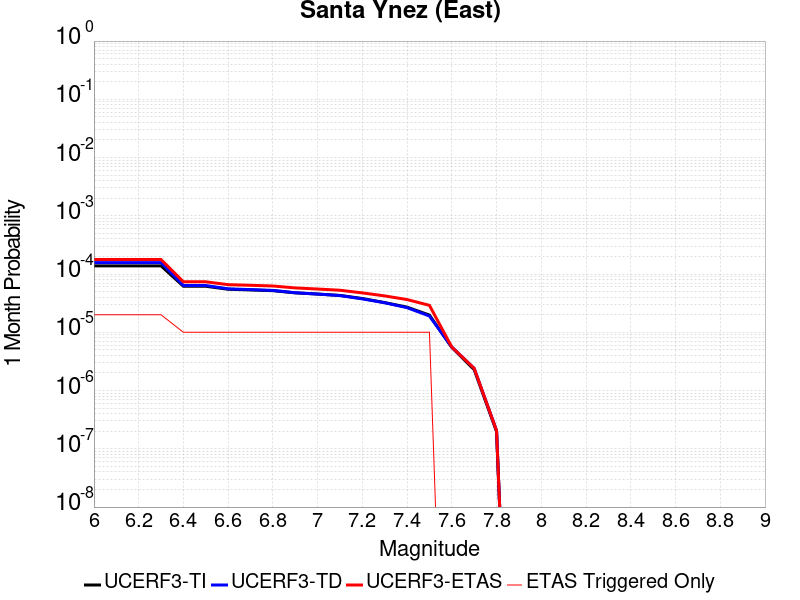 Santa Ynez (East)
10^0
10^-1
10^-2
10^-3
10^-4
10^-5
10^-6
10^-7
10^-8
1 Month Probability
6 6.2 6.4 6.6 6.8 7 7.2 7.4 7.6 7.8 8 8.2 8.4 8.6 8.8 9
Magnitude
UCERF3-TI UCERF3-TD UCERF3-ETAS ETAS Triggered Only